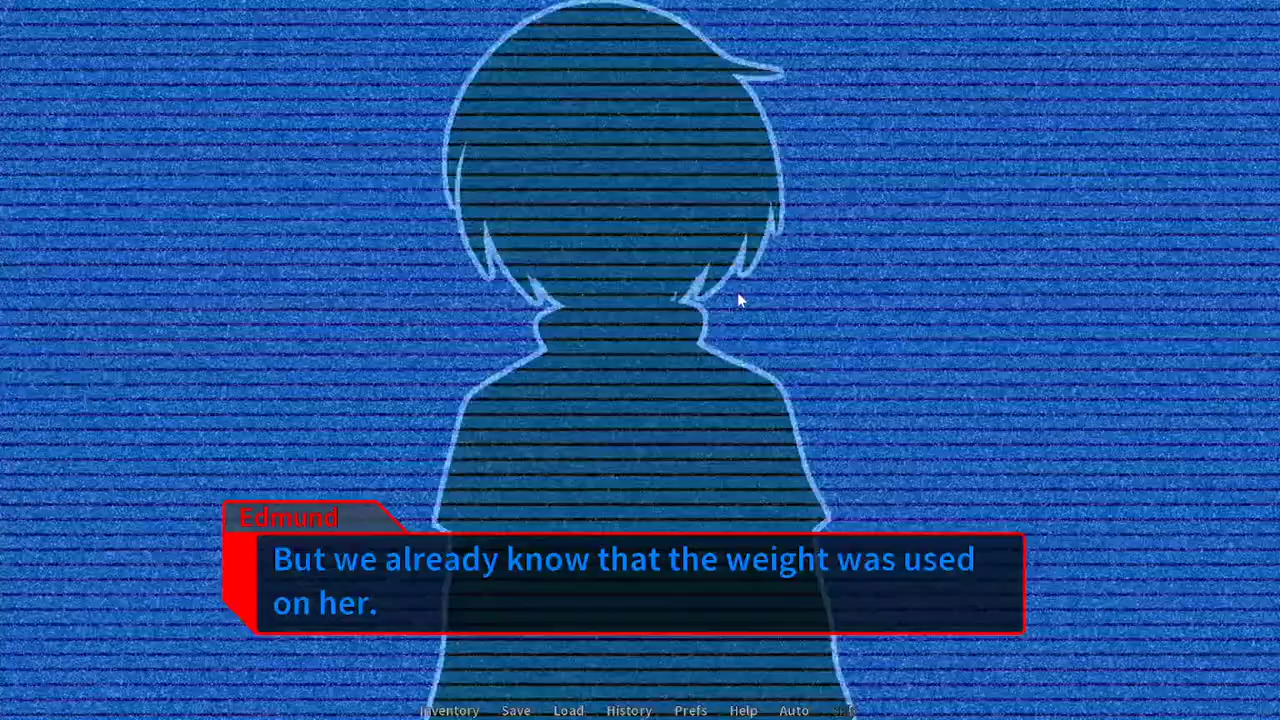 Edmund
But we already know that the weight was used
on her.
Inventory Save Load History Prefs Help Auto